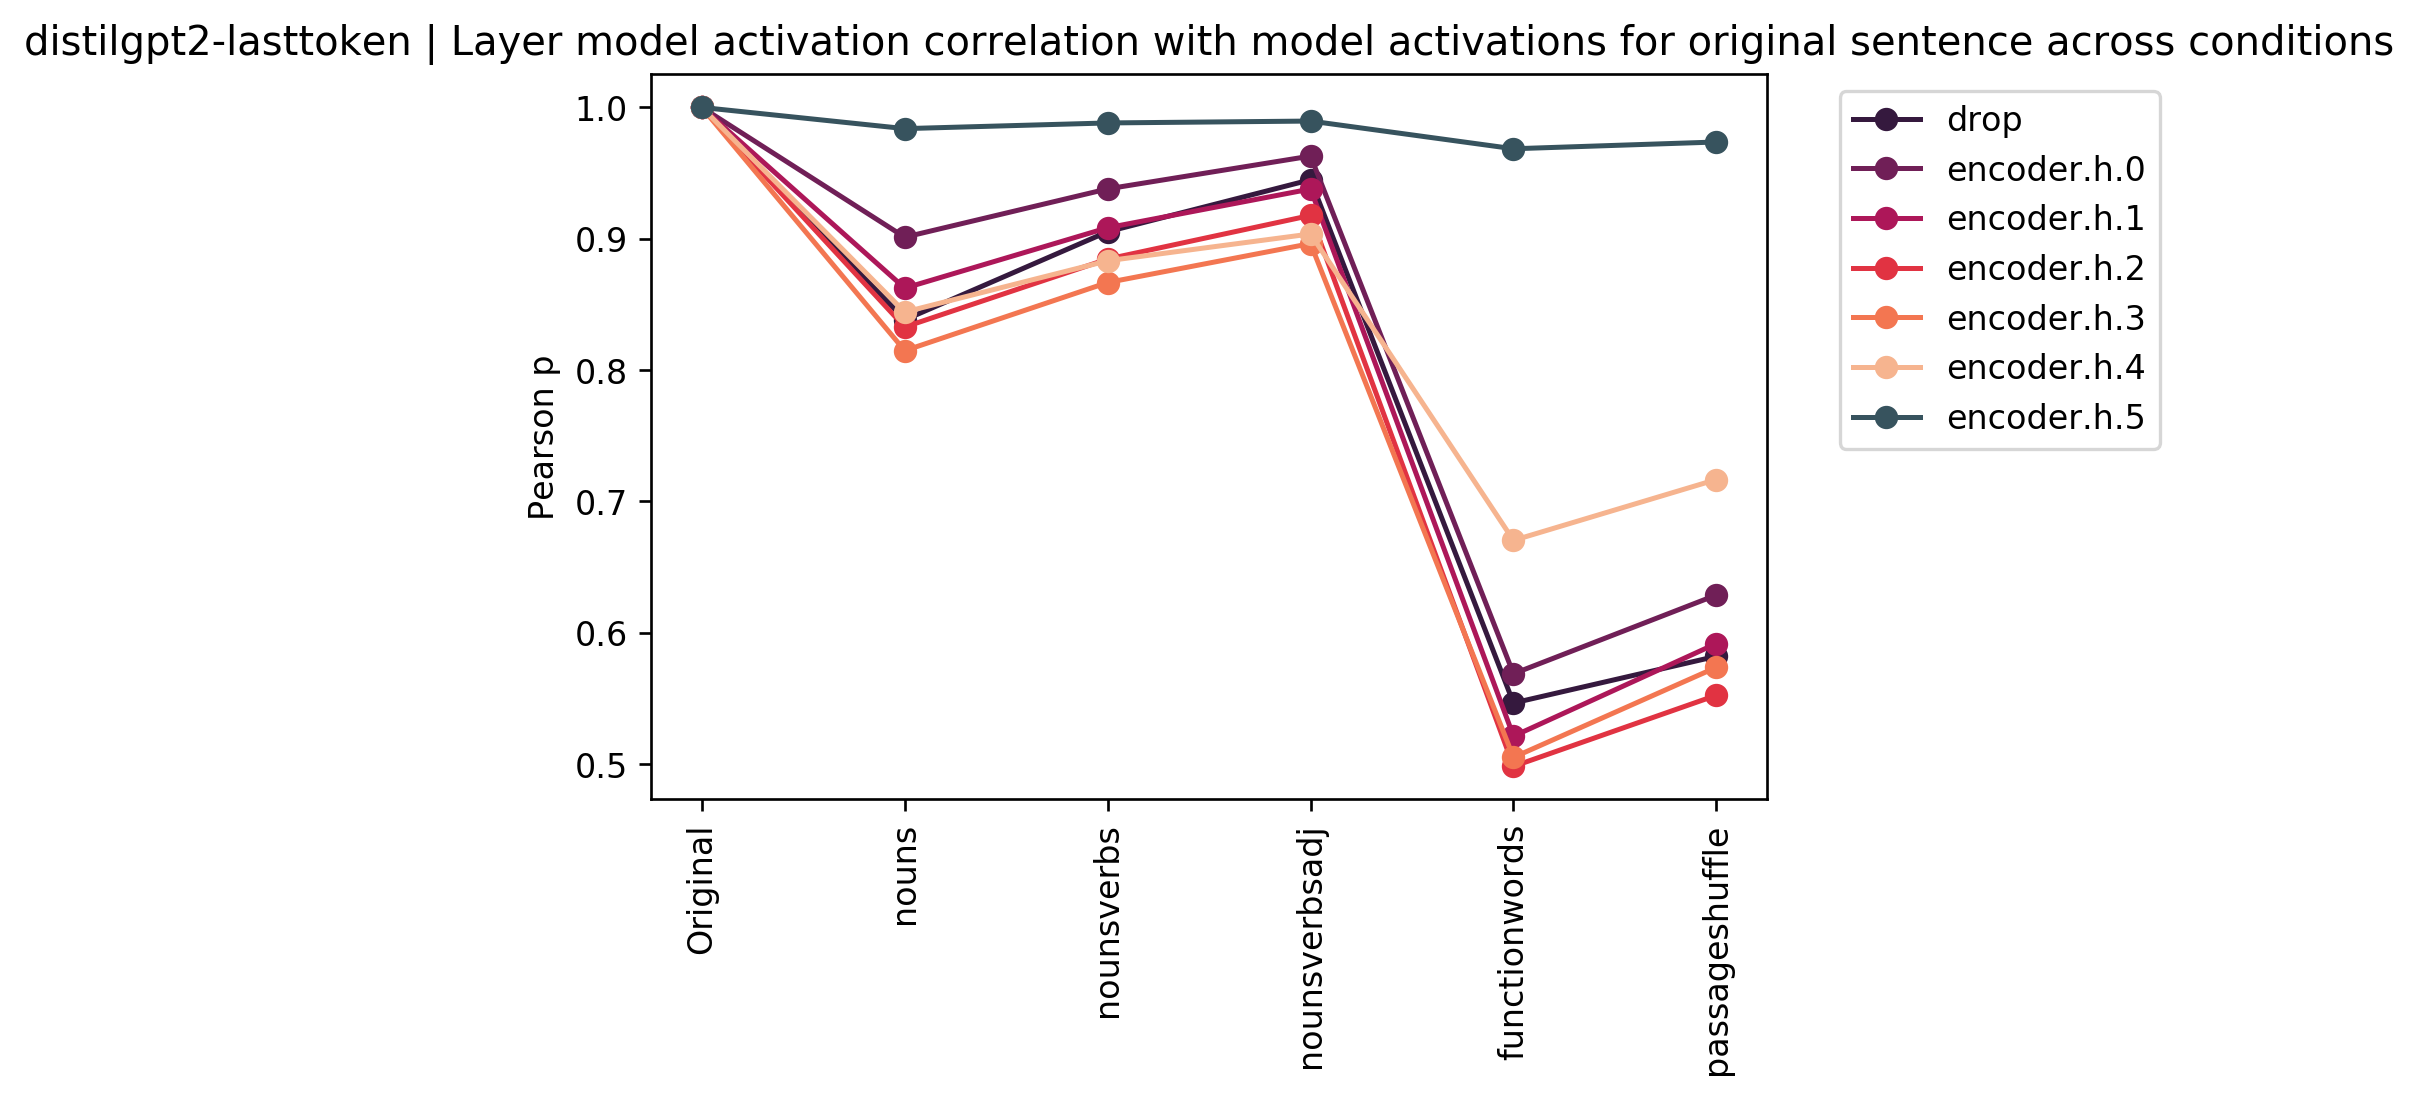 distilgpt2-lasttoken | Layer model activation correlation with model activations for original sentence across conditions
Pearson p
1.0
0.9
0.8
0.7
0.6
0.5
Original
nouns
nounsverbs
nounsverbsadj
functionwords
passageshuffle
drop
encoder.h.0
encoder.h.1
encoder.h.2
encoder.h.3
encoder.h.4
encoder.h.5